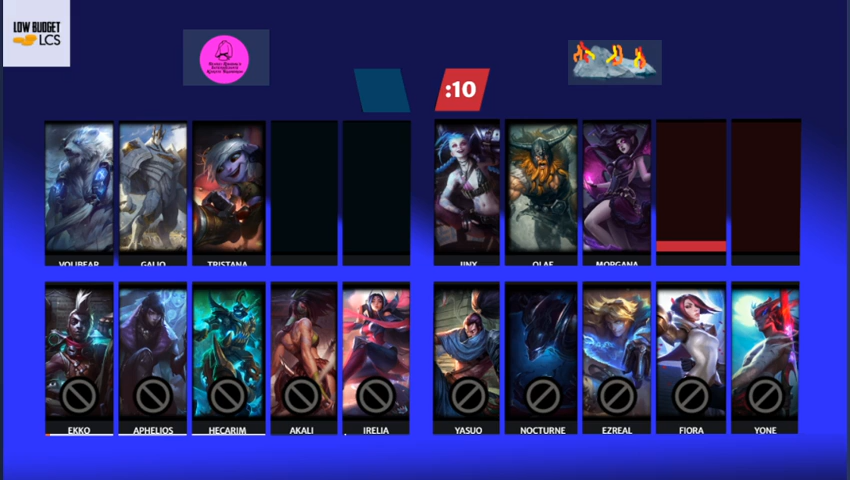 LOW BUDGET
LCS
:10
VOLIBEAR
GALIO
TRISTANA
JINX
OLAF
MORGANA
EKKO
APHELIOS
HECARIM
AKALI
IRELIA
YASUO
NOCTURNE
EZREAL
FIORA
YONE